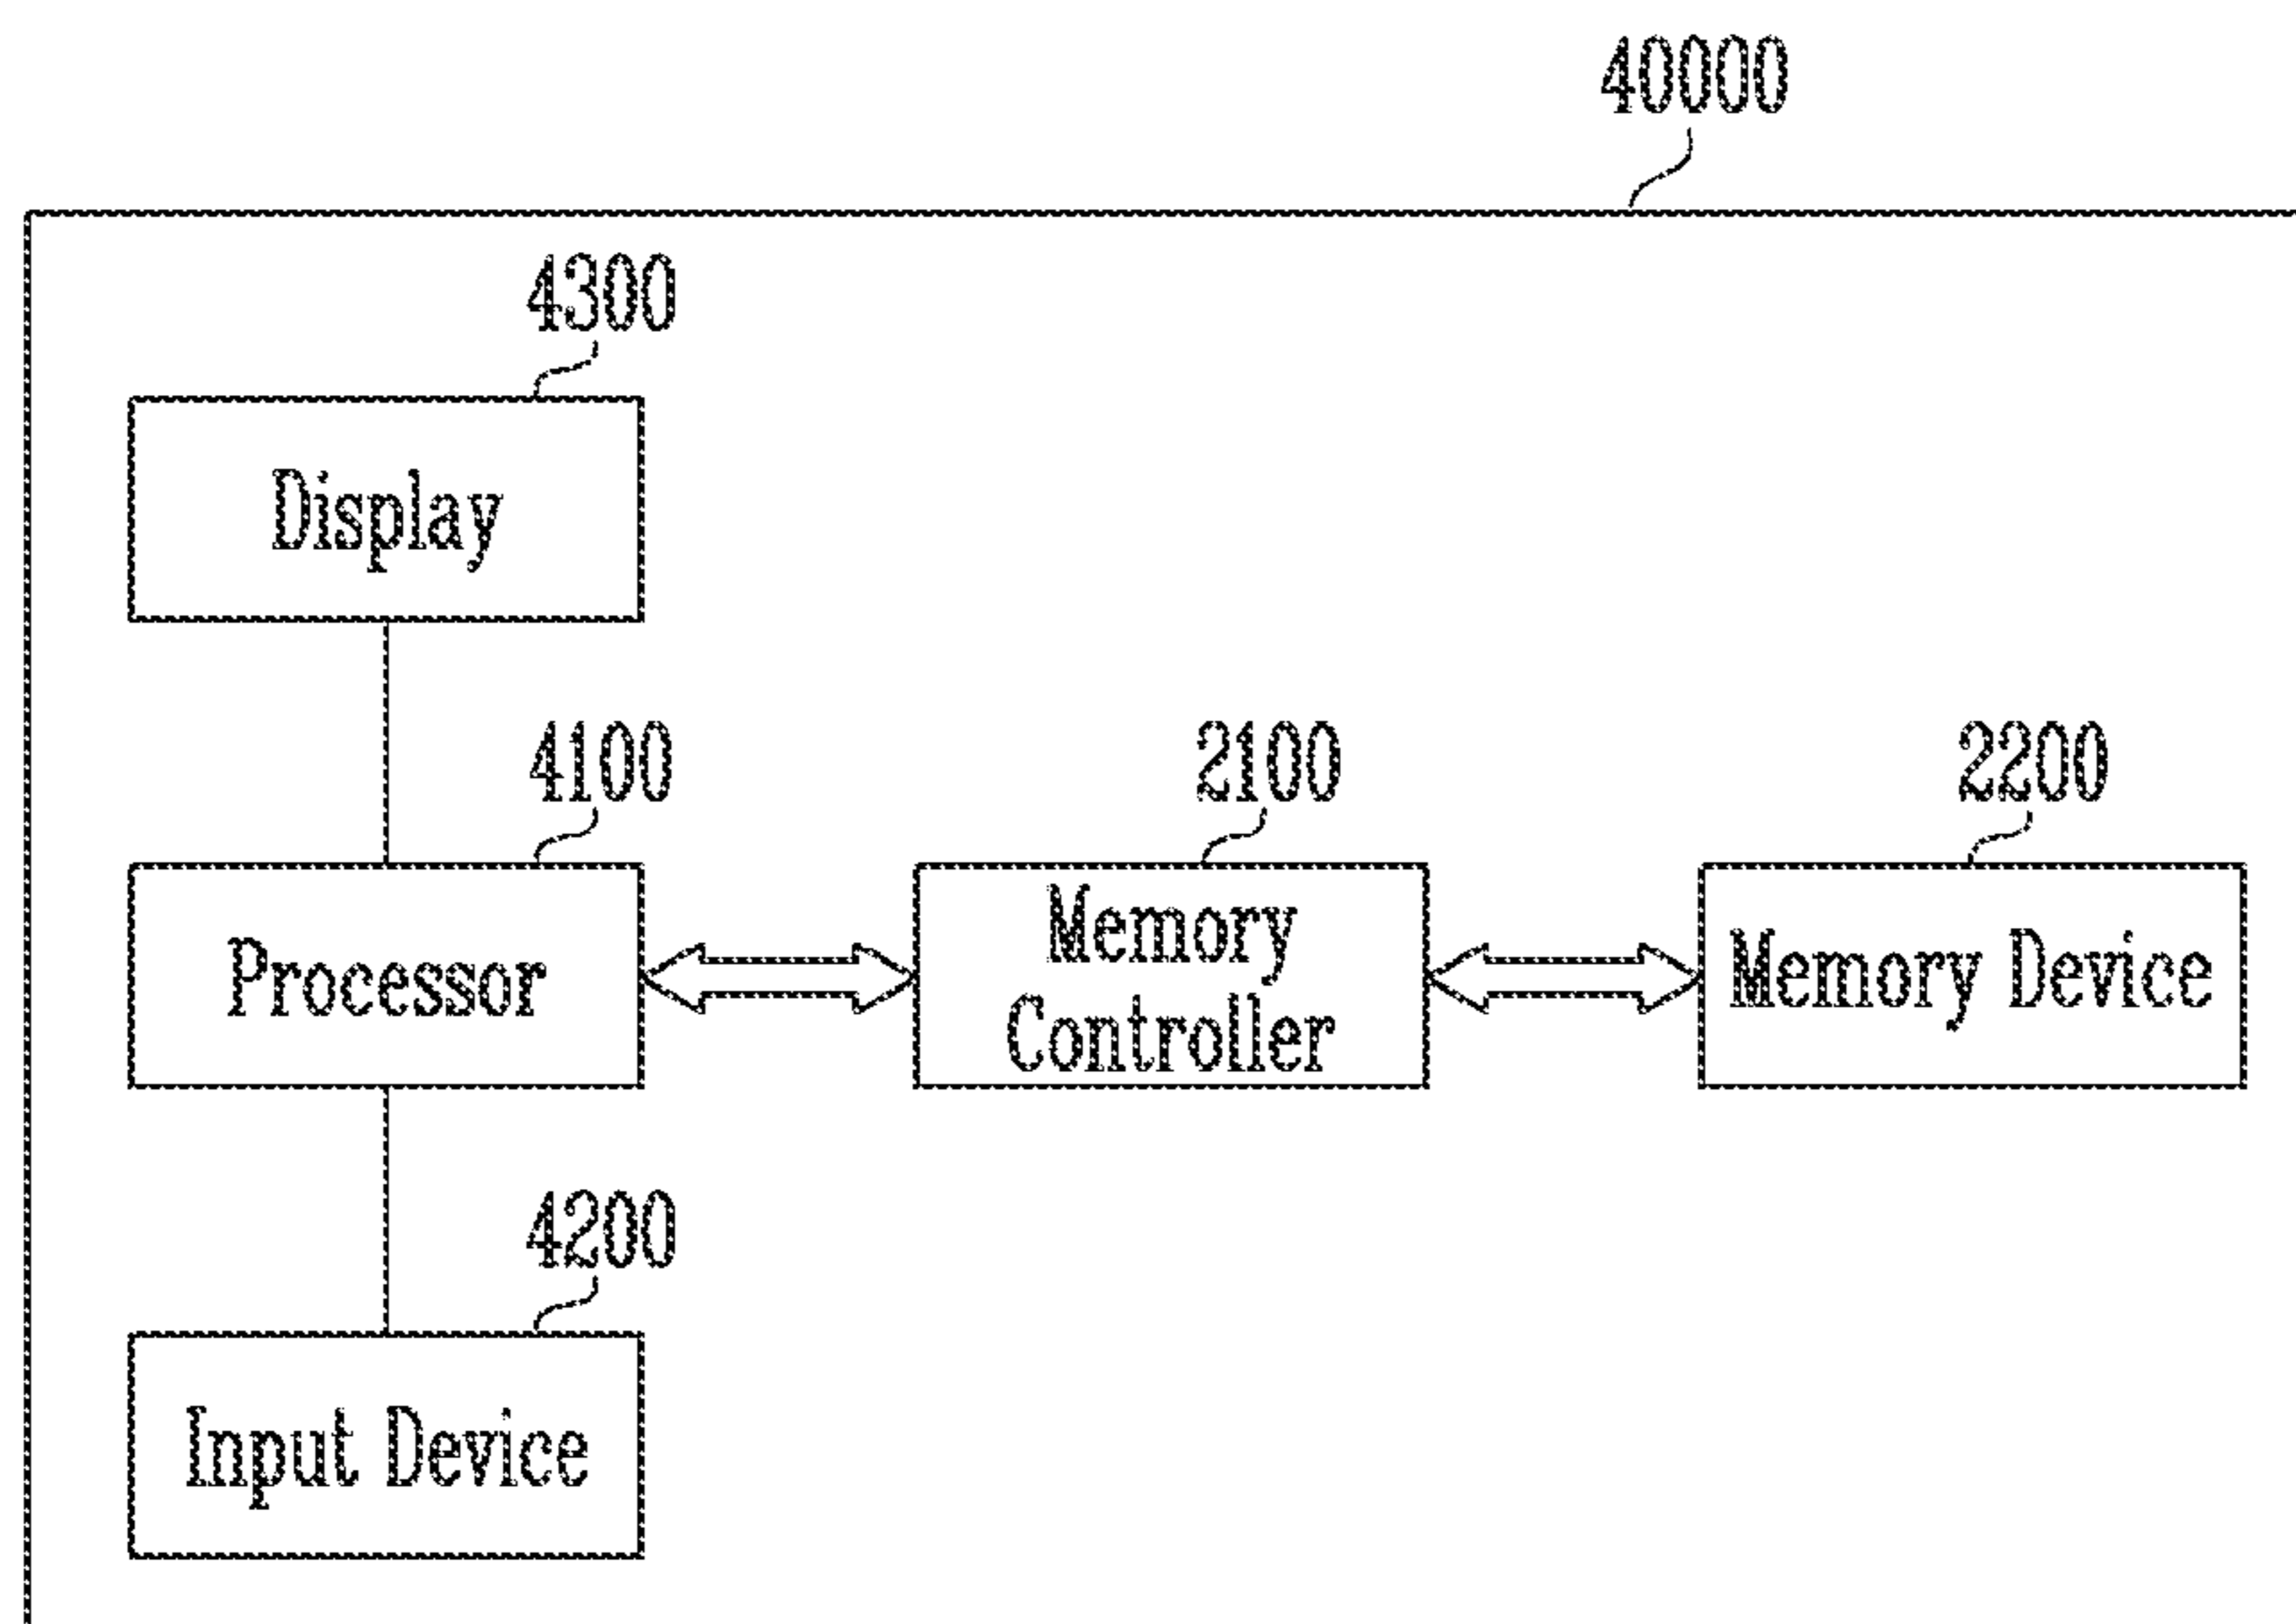 40000
4300
Display
4100
2100
2200
Processor
Memory
Controller
Memory Device
4200
Input Device